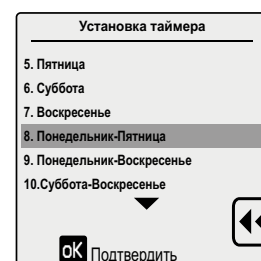 Установка таймера
5. Пятница
6. Суббота
7. Воскресенье
8. Понедельник-Пятница
9. Понедельник-Воскресенье
10.Суббота-Воскресенье
oK Подтвердить